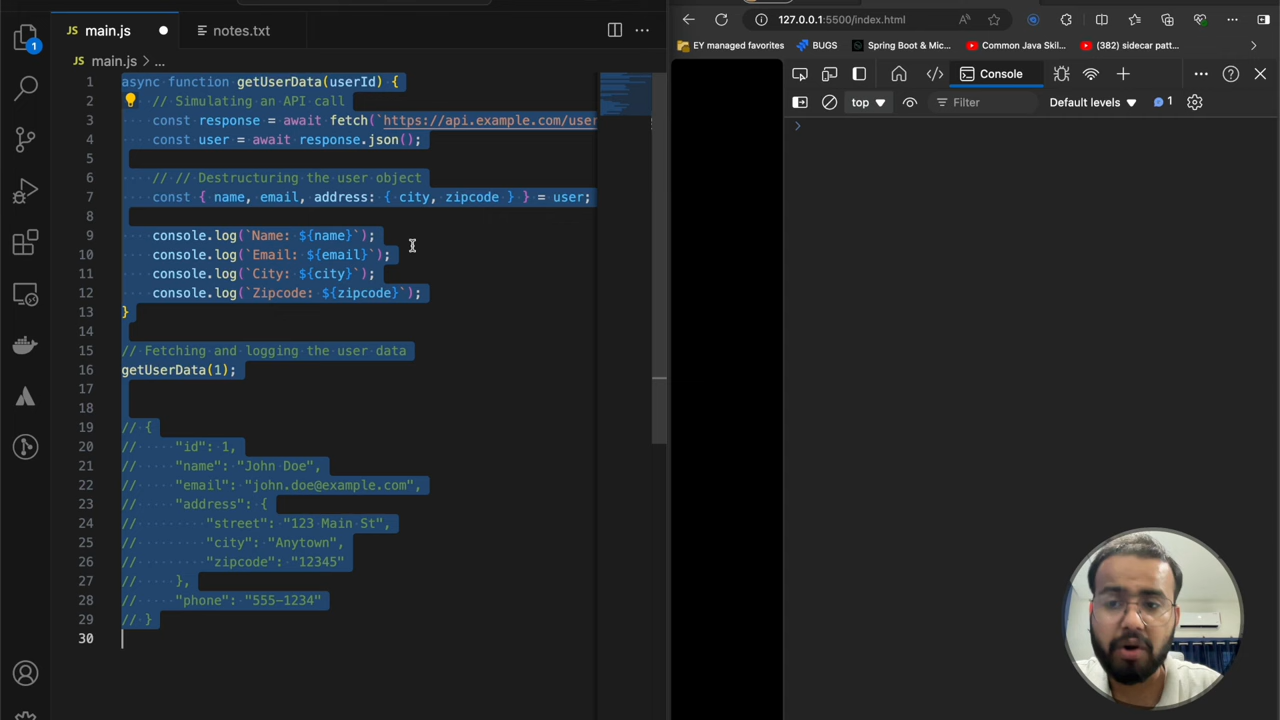 main.js
notes.txt
main.js > ...
1 async function getUserData(userId) {
2 // Simulating an API call
3 const response = await fetch(`https://api.example.com/user
4 const user = await response.json();
5
6 // // Destructuring the user object
7 const { name, email, address: { city, zipcode } } = user;
8
9 console.log(`Name: ${name}`);
10 console.log(`Email: ${email}`);
11 console.log(`City: ${city}`);
12 console.log(`Zipcode: ${zipcode}`);
13 }
14
15 // Fetching and logging the user data
16 getUserData(1);
17
18
19 // {
20 // "id": 1,
21 // "name": "John Doe",
22 // "email": "john.doe@example.com",
23 // "address": {
24 // "street": "123 Main St",
25 // "city": "Anytown",
26 // "zipcode": "12345"
27 // },
28 // "phone": "555-1234"
29 // }
30
JS
JS
1
127.0.0.1:5500/index.html
EY managed favorites
BUGS
Spring Boot & Mic...
Common Java Skil...
(382) sidecar patt...
Console
top
Filter
Default levels
1